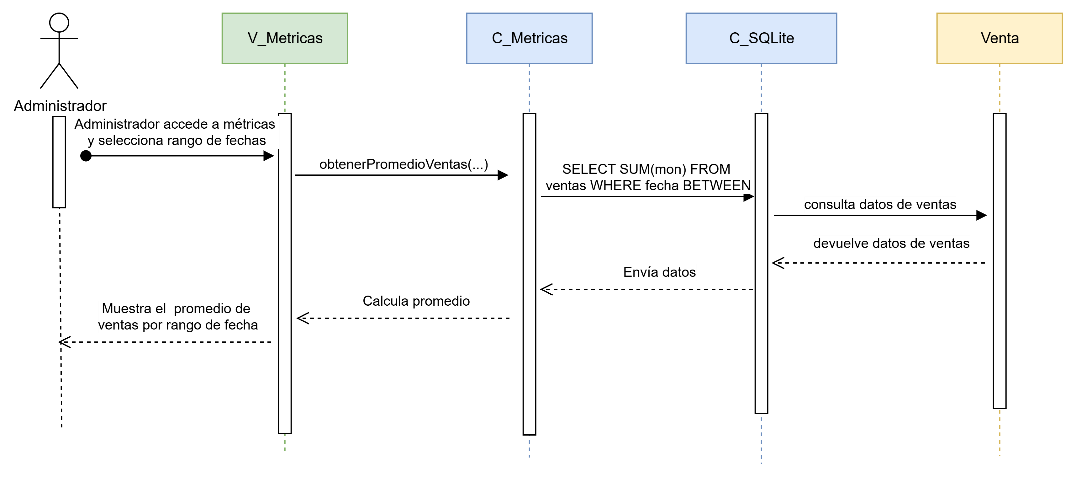 V_Metricas
C_Metricas
C_SQLite
Venta
Administrador
Administrador accede a métricas
y selecciona rango de fechas
obtenerPromedioVentas(...)
SELECT SUM(mon) FROM
ventas WHERE fecha BETWEEN
consulta datos de ventas
devuelve datos de ventas
Envía datos
Calcula promedio
Muestra el promedio de
ventas por rango de fecha